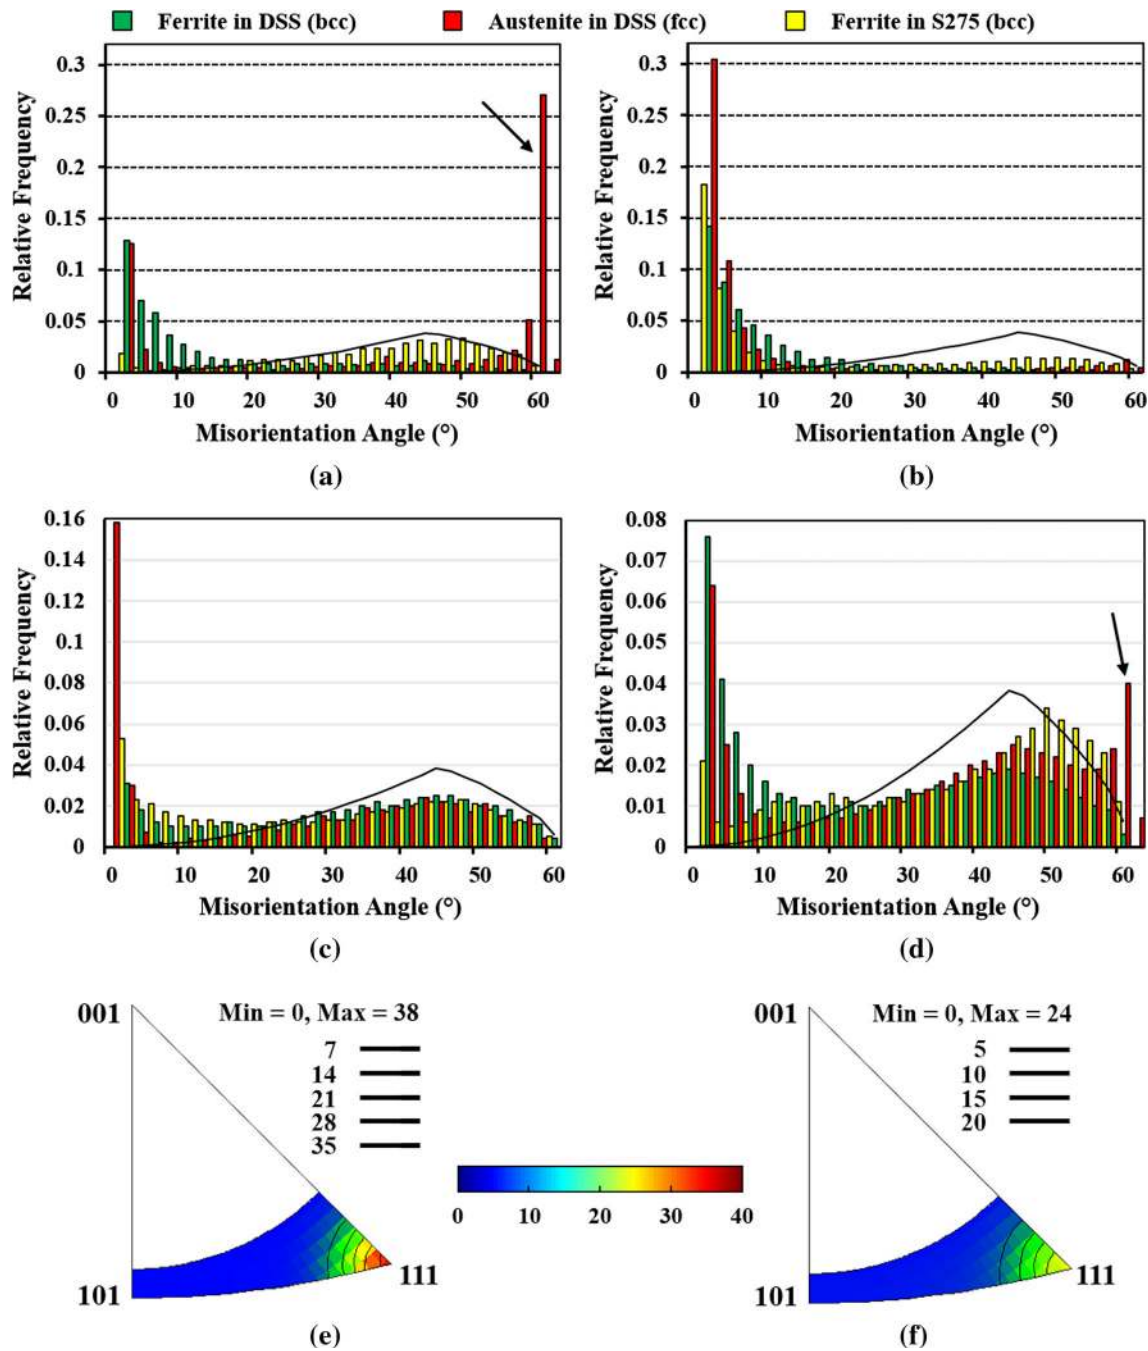 Ferrite in DSS (bcc) Austenite in DSS (fcc) Ferrite in S275 (bcc)
0.3
0.25
0.2
0.15
0.1
0.05
0
Relative Frequency
0 10 20 30 40 50 60
Misorientation Angle (°)
(a)
0.3
0.25
0.2
0.15
0.1
0.05
0
Relative Frequency
0 10 20 30 40 50 60
Misorientation Angle (°)
(b)
0.16
0.14
0.12
0.1
0.08
0.06
0.04
0.02
0
Relative Frequency
0 10 20 30 40 50 60
Misorientation Angle (°)
(c)
0.08
0.07
0.06
0.05
0.04
0.03
0.02
0.01
0
Relative Frequency
0 10 20 30 40 50 60
Misorientation Angle (°)
(d)
001
Min = 0, Max = 38
7
14
21
28
35
101
111
(e)
0 10 20 30 40
001
Min = 0, Max = 24
5
10
15
20
101
111
(f)